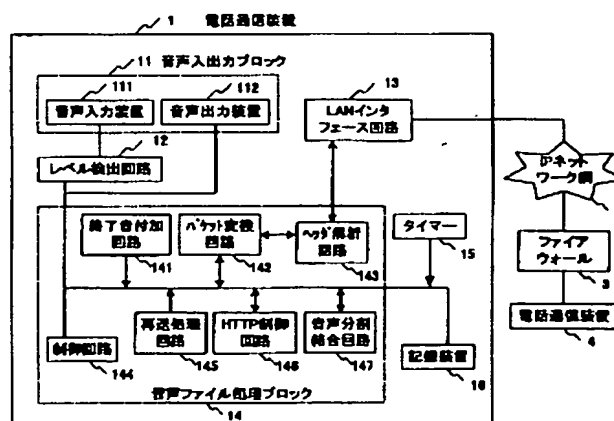 1 電話通信装置
11 音声入出力ブロック
111
112
音声入力装置
音声出力装置
12
レベル検出回路
13
LANインタ
フェース回路
IPネット
ワーク網
終了音付加
回路
141
パケット変換
回路
142
ヘッダ解析
回路
143
タイマー
15
ファイア
ウォール
3
電話通信装置
4
制御回路
144
再送処理
回路
145
HTTP制御
回路
146
音声分割
結合回路
147
記憶装置
16
音声ファイル処理ブロック
14